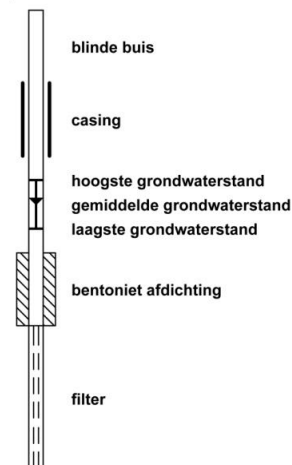 blinde buis
casing
hoogste grondwaterstand
gemiddelde grondwaterstand
laagste grondwaterstand
bentoniet afdichting
filter